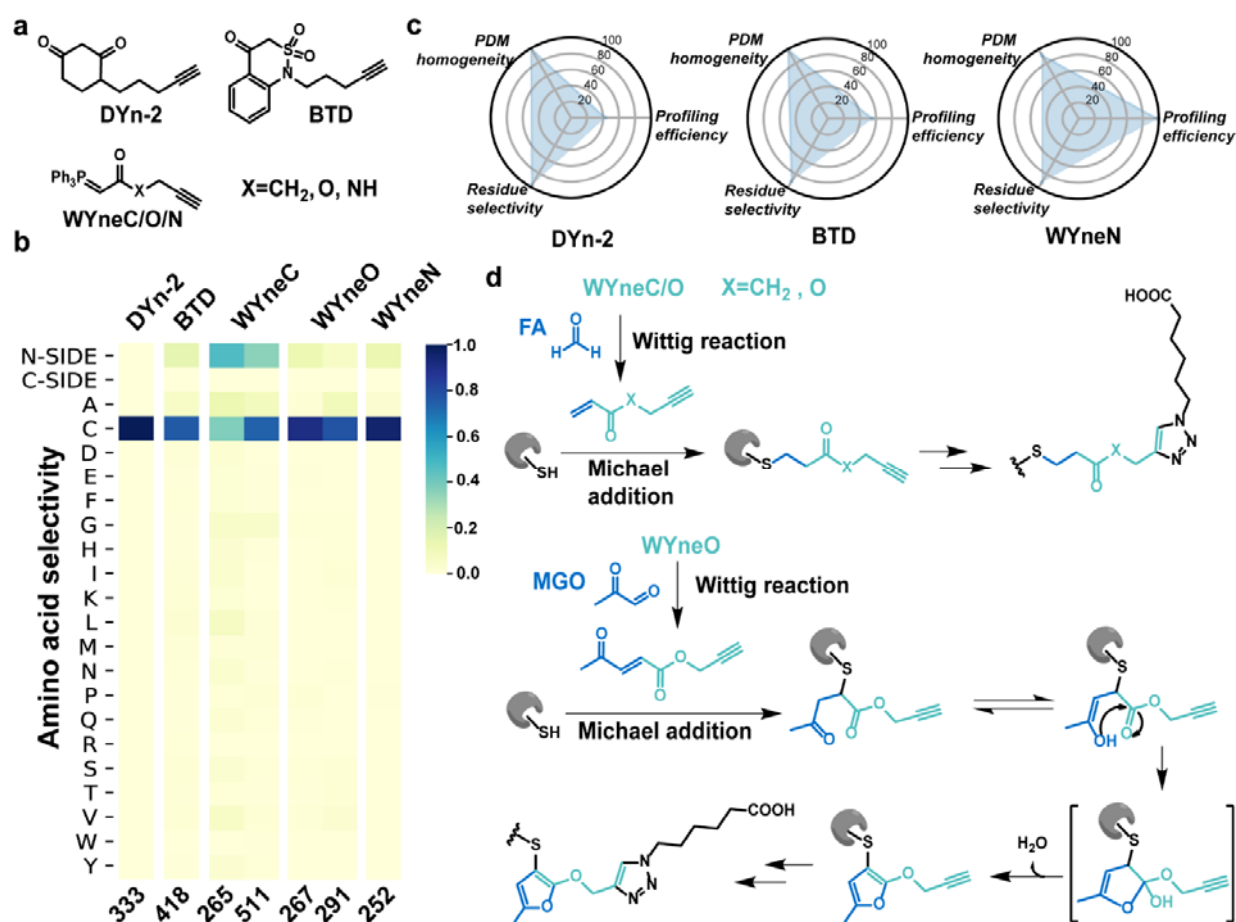 a
DYn-2
BTD
Ph₃P
O
X
WYneC/O/N
X=CH₂, O, NH
b
DYn-2
BTD
WYneC
WYneO
WYneN
Amino acid selectivity
N-SIDE
C-SIDE
A
C
D
E
F
G
H
I
K
L
M
N
P
Q
R
S
T
V
W
Y
333 418 265 511 267 291 252
1.0
0.8
0.6
0.4
0.2
0.0
c
PDM homogeneity
100
80
60
40
20
Profiling efficiency
Residue selectivity
DYn-2
PDM homogeneity
100
80
60
40
20
Profiling efficiency
Residue selectivity
BTD
PDM homogeneity
100
80
60
40
20
Profiling efficiency
Residue selectivity
WYneN
d
WYneC/O X=CH₂ , O
FA
Wittig reaction
SH
Michael
addition
HOOC
WYneO
MGO
Wittig reaction
SH
Michael addition
OH
H₂O
OH
COOH